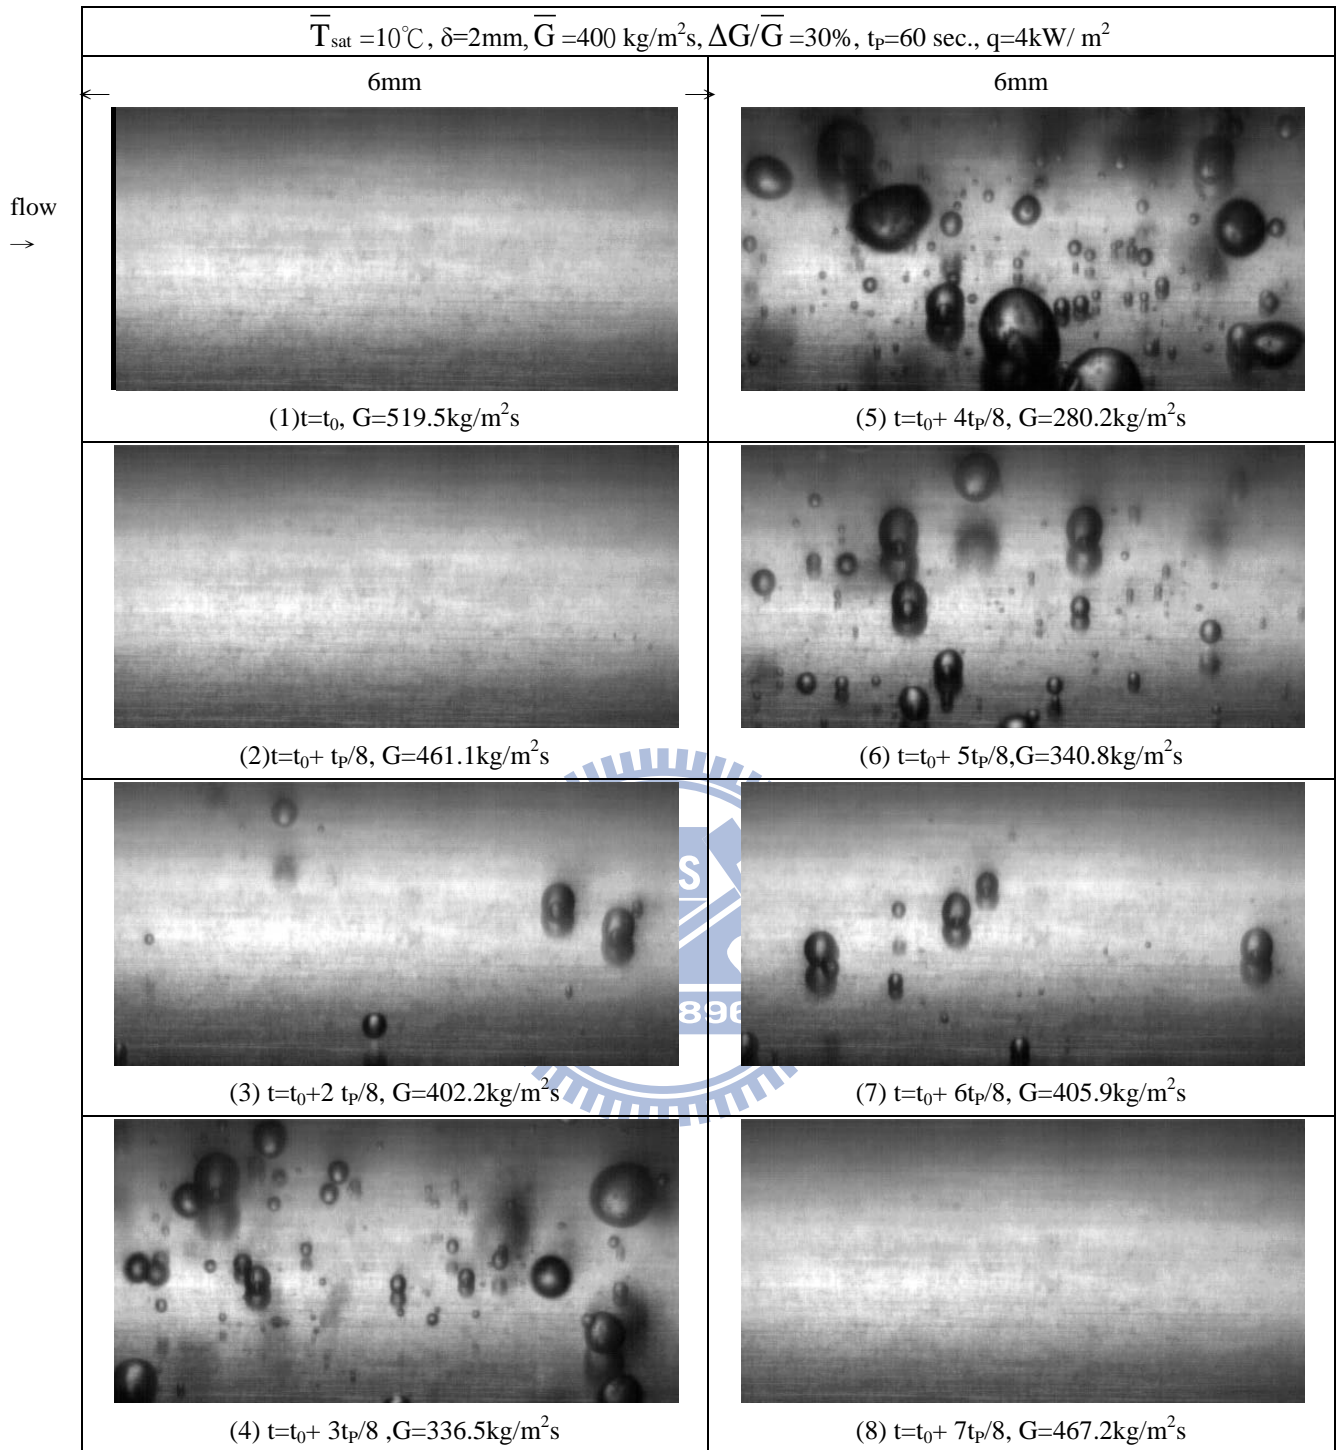 T̅sat =10℃, δ=2mm, G̅ =400 kg/m²s, ΔG/G̅ =30%, tP=60 sec., q=4kW/ m²
6mm
6mm
flow
→
(1)t=t0, G=519.5kg/m²s
(5) t=t0+ 4tP/8, G=280.2kg/m²s
(2)t=t0+ tP/8, G=461.1kg/m²s
(6) t=t0+ 5tP/8,G=340.8kg/m²s
S
896
(3) t=t0+2 tP/8, G=402.2kg/m²s
(7) t=t0+ 6tP/8, G=405.9kg/m²s
(4) t=t0+ 3tP/8 ,G=336.5kg/m²s
(8) t=t0+ 7tP/8, G=467.2kg/m²s